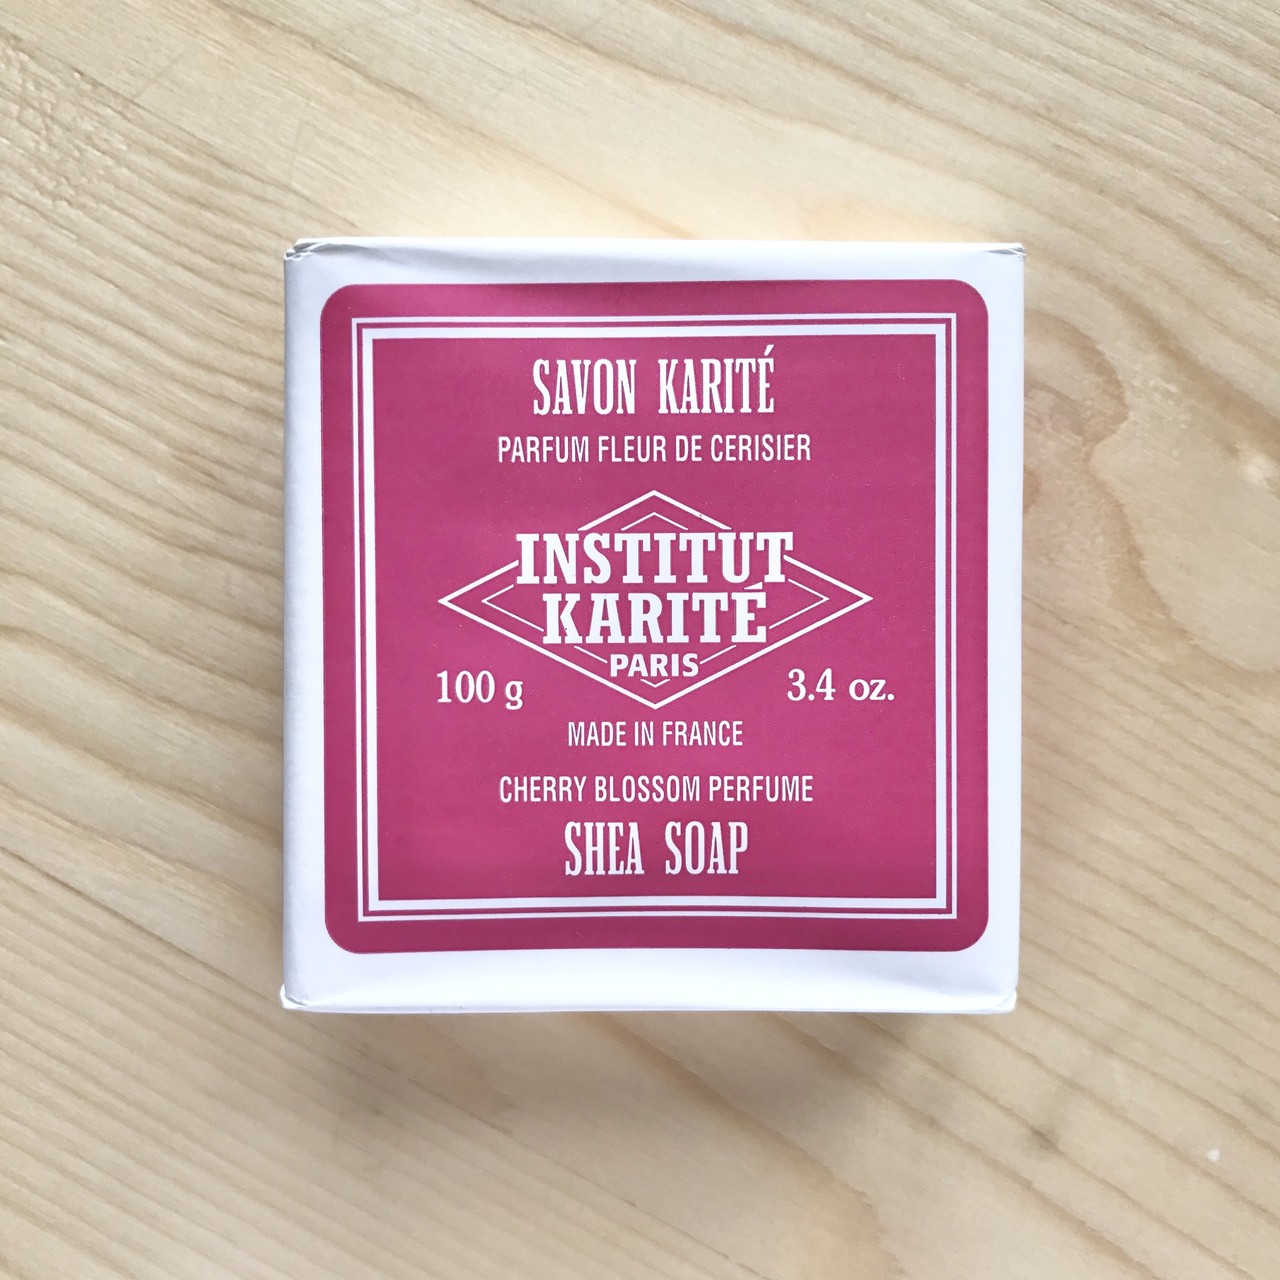 SAVON KARITÉ
PARFUM FLEUR DE CERISIER
INSTITUT
KARITÉ
PARIS
100 g
3.4 oz.
MADE IN FRANCE
CHERRY BLOSSOM PERFUME
SHEA SOAP